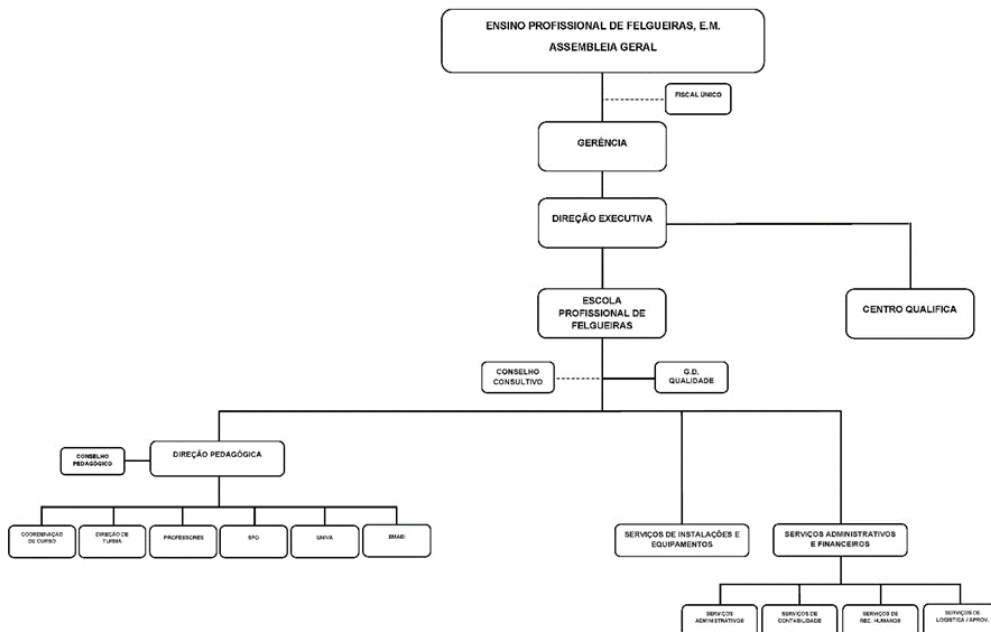 ENSINO PROFISSIONAL DE FELGUEIRAS, E.M.
ASSEMBLEIA GERAL
FISCAL ÚNICO
GERÊNCIA
DIREÇÃO EXECUTIVA
ESCOLA
PROFISSIONAL DE
FELGUEIRAS
CENTRO QUALIFICA
CONSELHO
CONSULTIVO
G.D.
QUALIDADE
CONSELHO
PEDAGÓGICO
DIREÇÃO PEDAGÓGICA
COORDENAÇÃO
DE CURSO
DIREÇÃO DE
TURMA
PROFESSORES
SPO
UNIVA
EMAEI
SERVIÇOS DE INSTALAÇÕES E
EQUIPAMENTOS
SERVIÇOS ADMINISTRATIVOS
E FINANCEIROS
SERVIÇOS
ADMINISTRATIVOS
SERVIÇOS DE
CONTABILIDADE
SERVIÇOS DE
REC. HUMANOS
SERVIÇOS DE
LOGÍSTICA / APROV.